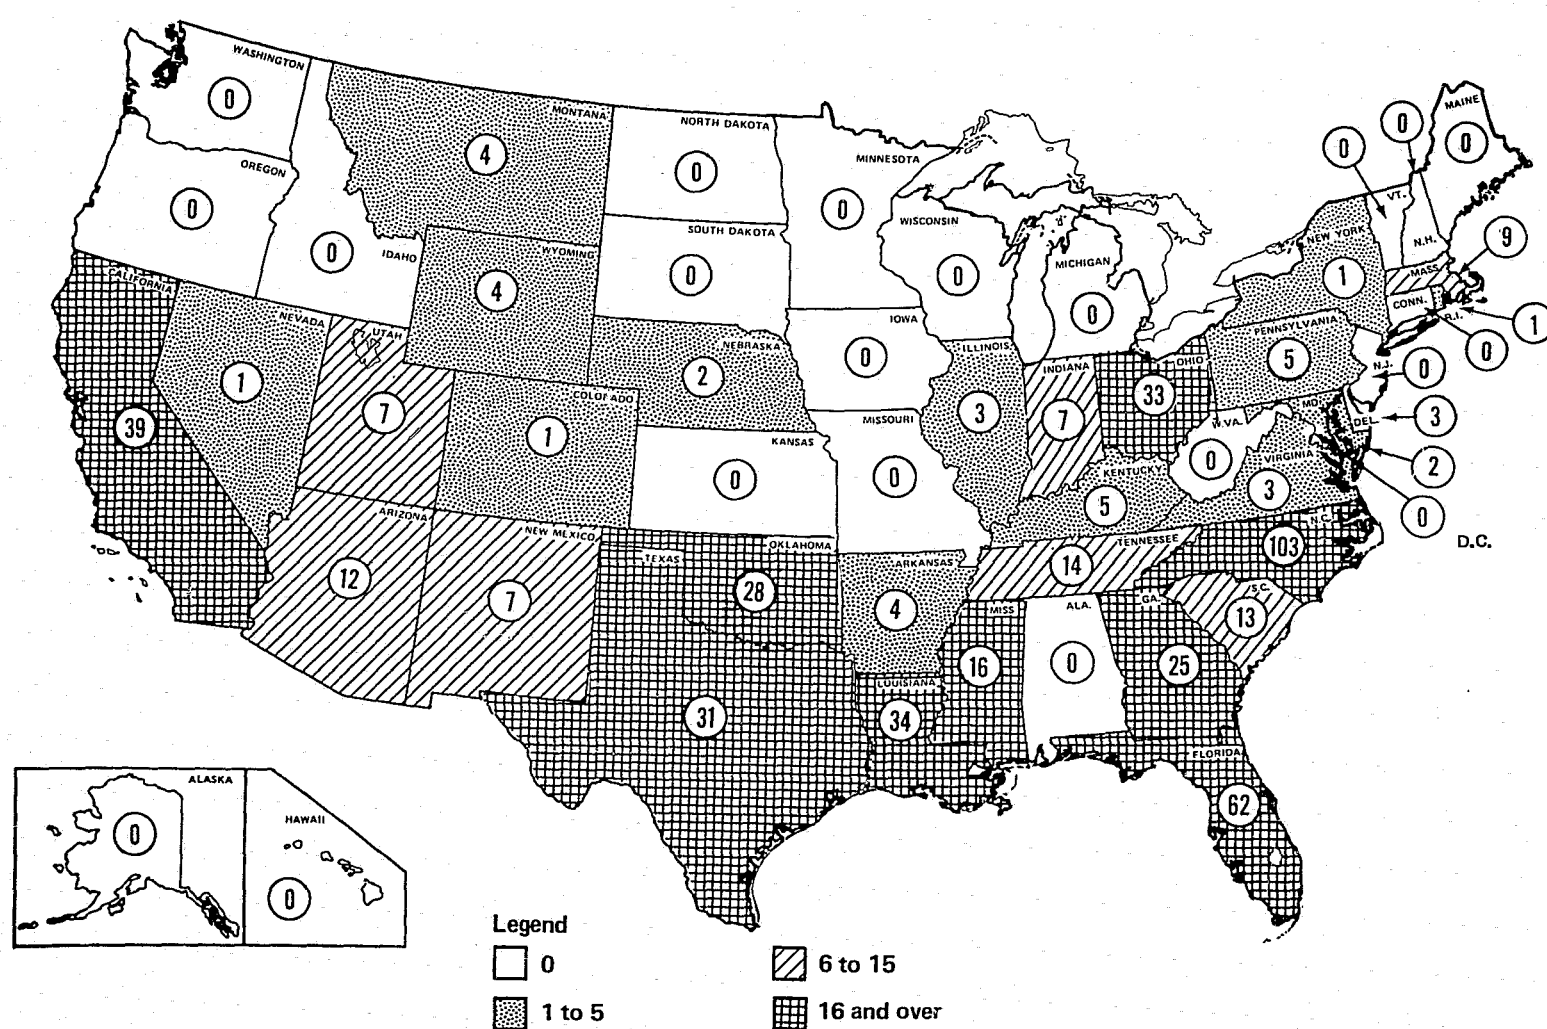 WASHINGTON
0
OREGON
0
CALIFORNIA
39
NEVADA
1
IDAHO
0
MONTANA
4
WYOMING
4
UTAH
7
COLORADO
1
ARIZONA
12
NEW MEXICO
7
NORTH DAKOTA
0
SOUTH DAKOTA
0
NEBRASKA
2
KANSAS
0
OKLAHOMA
28
TEXAS
31
MINNESOTA
0
IOWA
0
MISSOURI
0
ARKANSAS
4
LOUISIANA
34
WISCONSIN
0
ILLINOIS
3
MICHIGAN
0
INDIANA
7
OHIO
33
KENTUCKY
5
TENNESSEE
14
MISS
16
ALA.
0
GA.
25
FLORIDA
62
S.C.
13
N.C.
103
VIRGINIA
3
W.VA.
0
PENNSYLVANIA
5
NEW YORK
1
VT.
0
N.H.
0
MAINE
0
MASS
9
R.I.
1
CONN.
0
N.J.
0
DEL.
3
MD.
2
0
D.C.
ALASKA
0
HAWAII
0
Legend
0
1 to 5
6 to 15
16 and over